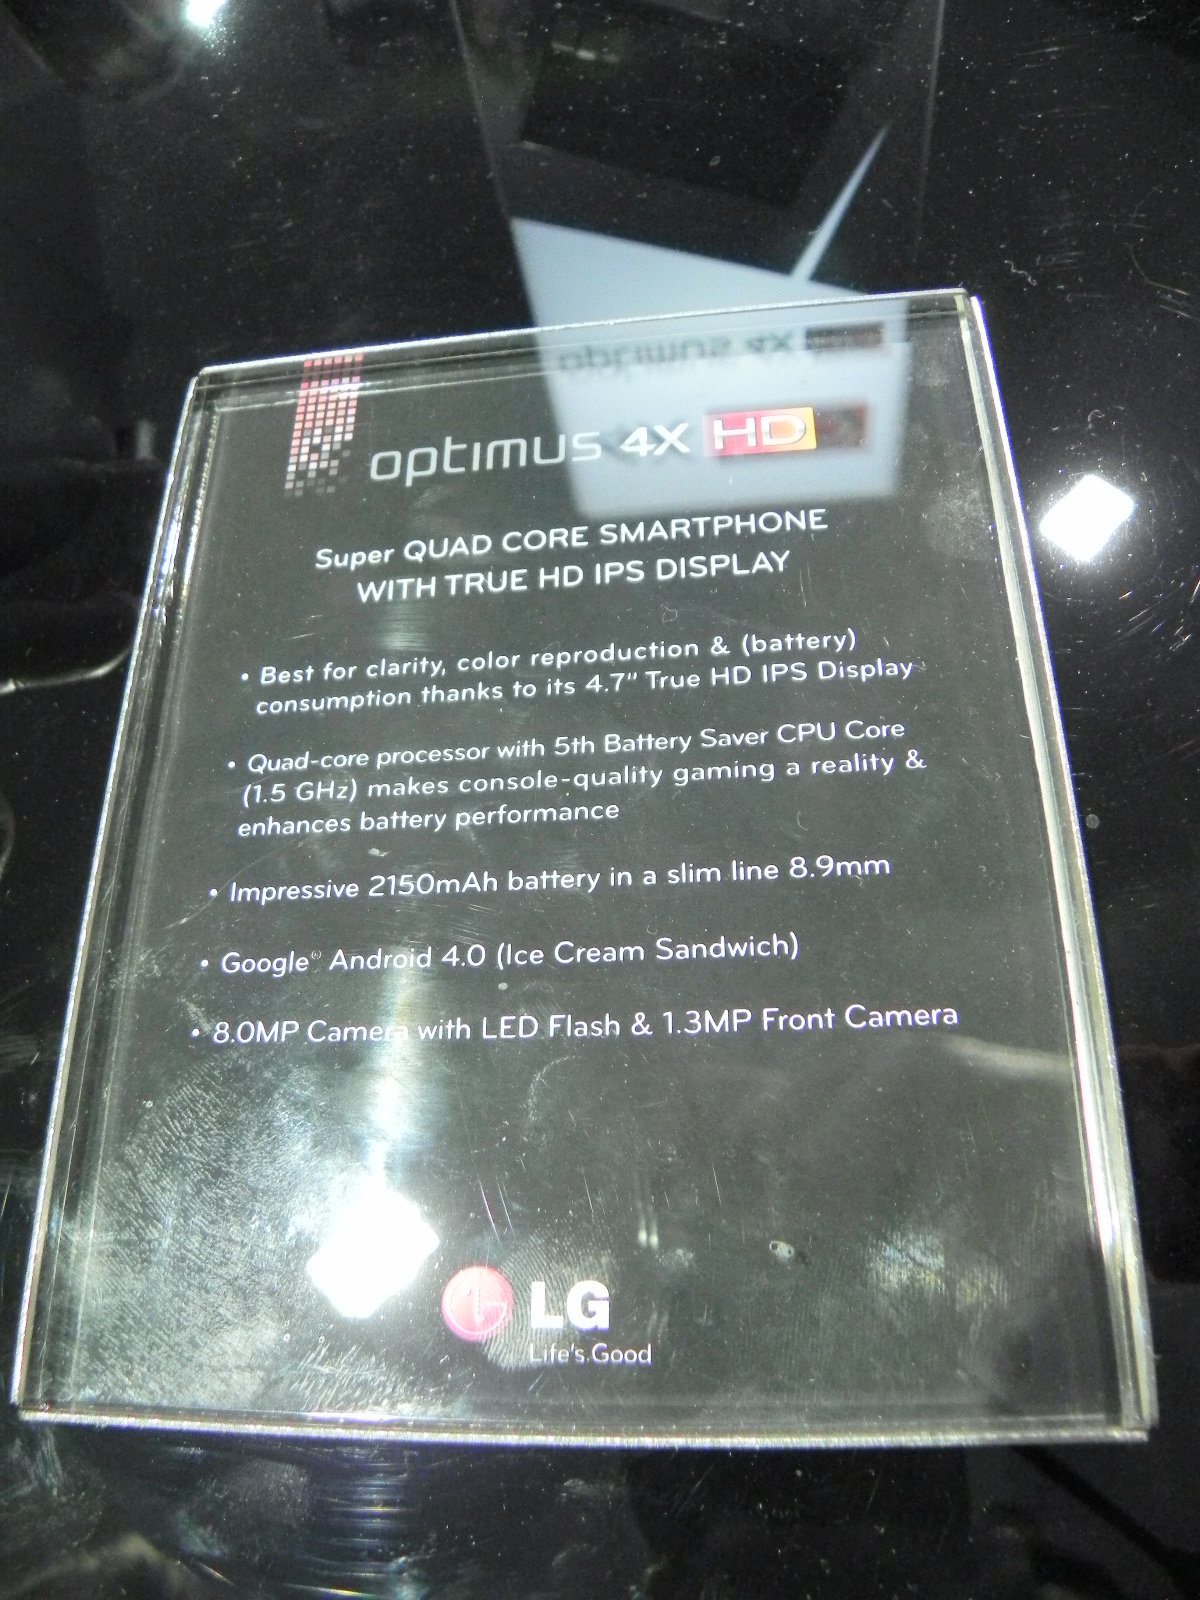 optimus 4X HD
Super QUAD CORE SMARTPHONE
WITH TRUE HD IPS DISPLAY
• Best for clarity, color reproduction & (battery)
consumption thanks to its 4.7" True HD IPS Display
• Quad-core processor with 5th Battery Saver CPU Core
(1.5 GHz) makes console-quality gaming a reality &
enhances battery performance
• Impressive 2150mAh battery in a slim line 8.9mm
• Google® Android 4.0 (Ice Cream Sandwich)
• 8.0MP Camera with LED Flash & 1.3MP Front Camera
LG
Life's Good